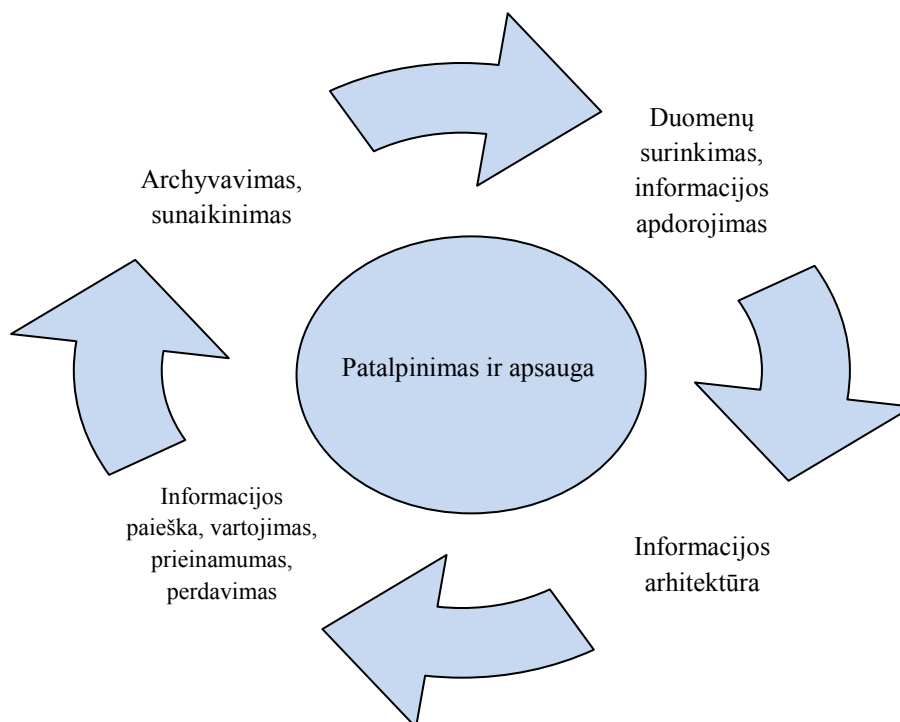 Duomenų
surinkimas,
informacijos
apdorojimas
Archyvavimas,
sunaikinimas
Patalpinimas ir apsauga
Informacijos
paieška, vartojimas,
prieinamumas,
perdavimas
Informacijos
arhitektūra